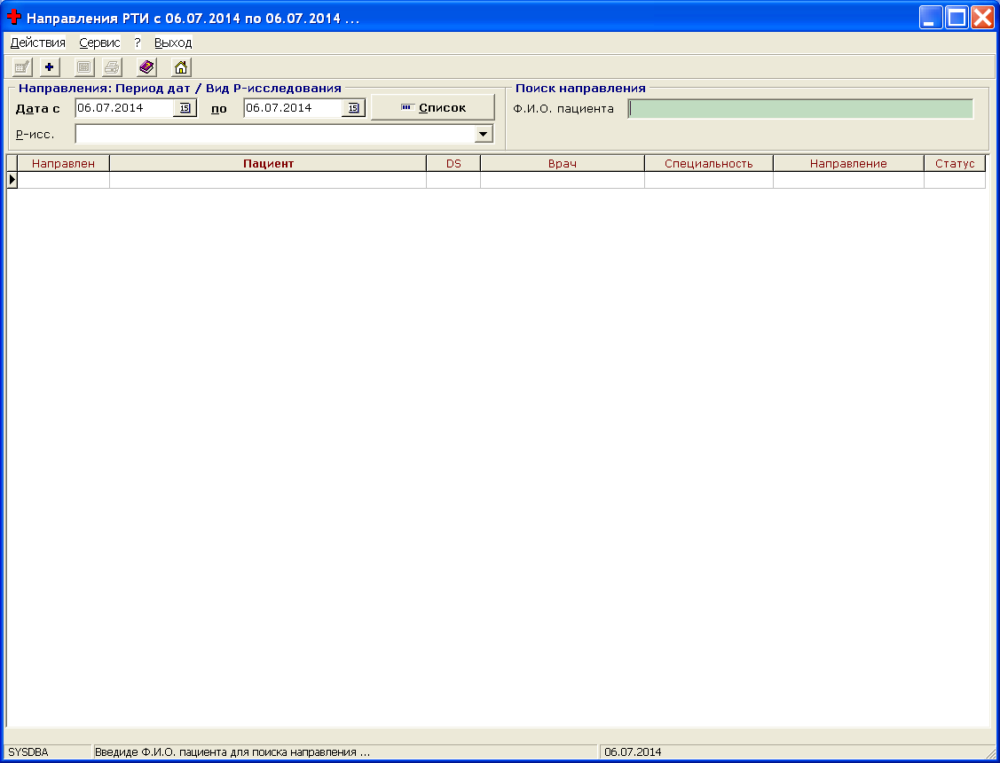 Направления РТИ с 06.07.2014 по 06.07.2014 ...
Действия Сервис ? Выход
Направления: Период дат / Вид Р-исследования
Дата с 06.07.2014 15 по 06.07.2014 15 Список
Р-исс.
Поиск направления
Ф.И.О. пациента
Направлен Пациент DS Врач Специальность Направление Статус
SYSDBA Введиде Ф.И.О. пациента для поиска направления ... 06.07.2014